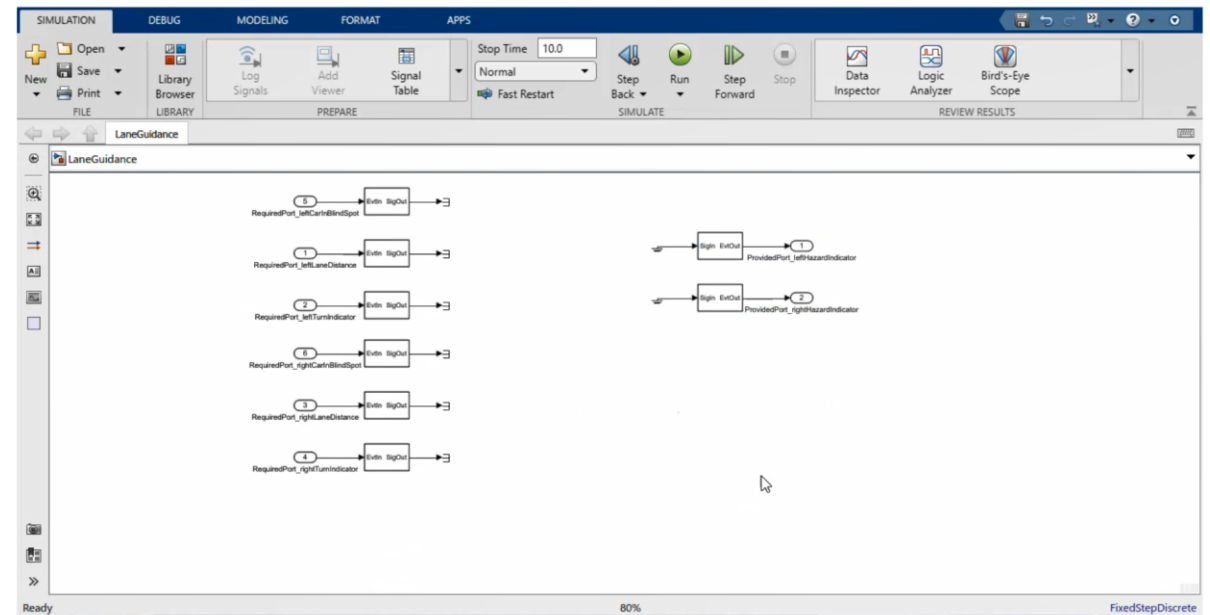 SIMULATION DEBUG MODELING FORMAT APPS
New
Open
Save
Print
FILE
Library
Browser
LIBRARY
Log
Signals
Add
Viewer
Signal
Table
PREPARE
Stop Time 10.0
Normal
Fast Restart
Step
Back
Run
Step
Forward
Stop
SIMULATE
Data
Inspector
Logic
Analyzer
Bird's-Eye
Scope
REVIEW RESULTS
LaneGuidance
LaneGuidance
5 EvtIn SigOut
RequiredPort_leftCarInBlindSpot
1 EvtIn SigOut
RequiredPort_leftLaneDistance
2 EvtIn SigOut
RequiredPort_leftTurnIndicator
6 EvtIn SigOut
RequiredPort_rightCarInBlindSpot
3 EvtIn SigOut
RequiredPort_rightLaneDistance
4 EvtIn SigOut
RequiredPort_rightTurnIndicator
SigIn EvtOut 1
ProvidedPort_leftHazardIndicator
SigIn EvtOut 2
ProvidedPort_rightHazardIndicator
Ready 80% FixedStepDiscrete